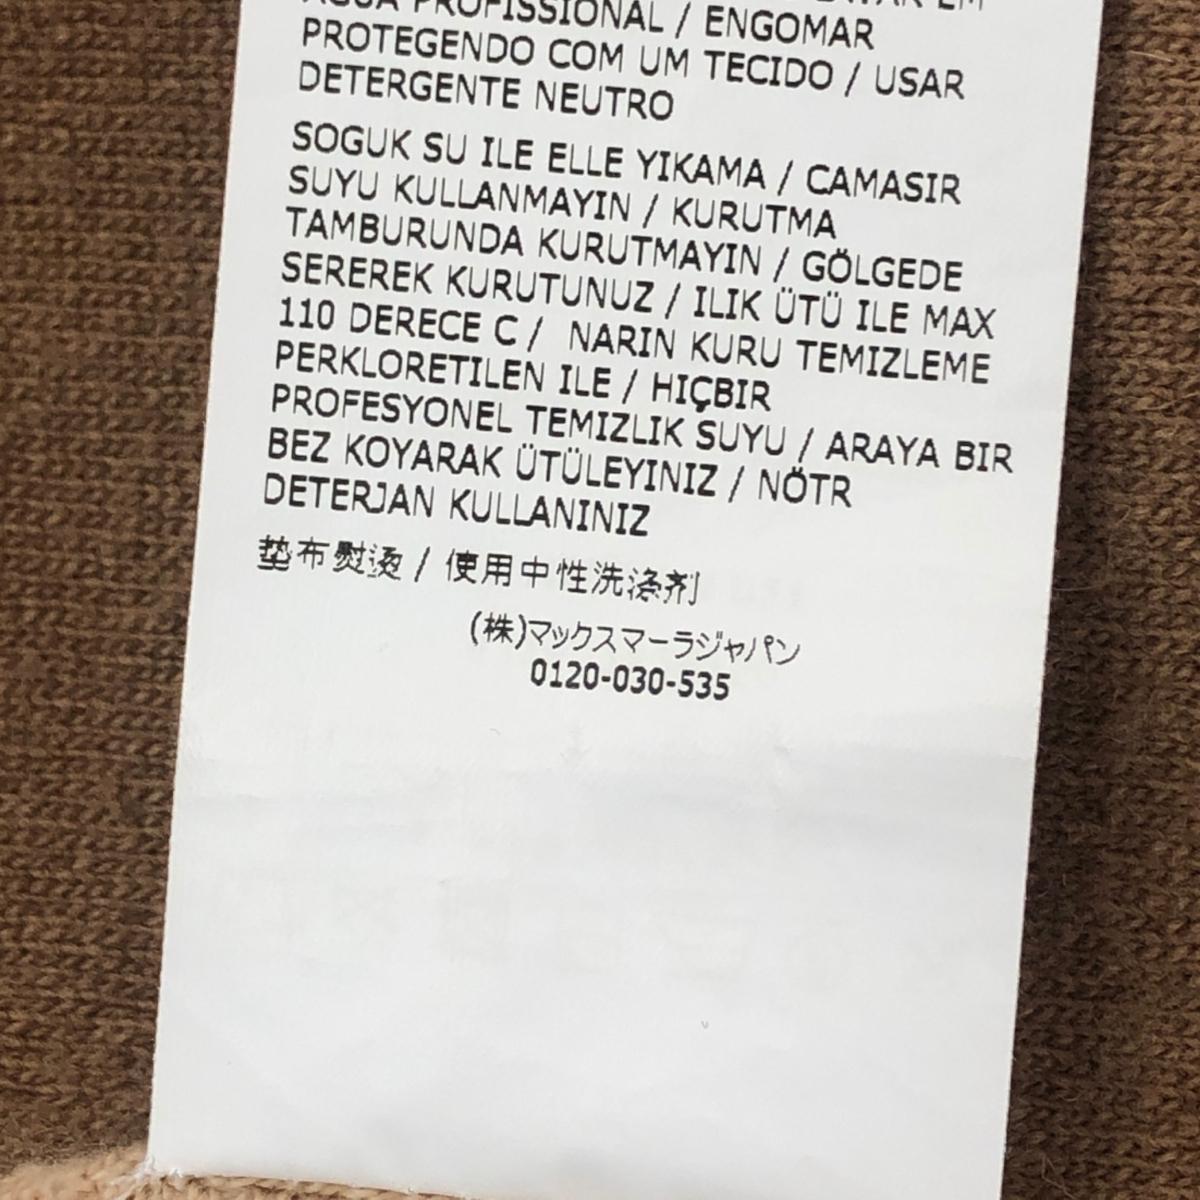 ÁGUA PROFISSIONAL / ENGOMAR
PROTEGENDO COM UM TECIDO / USAR
DETERGENTE NEUTRO
SOGUK SU ILE ELLE YIKAMA / CAMASIR
SUYU KULLANMAYIN / KURUTMA
TAMBURUNDA KURUTMAYIN / GÖLGEDE
SEREREK KURUTUNUZ / ILIK ÜTÜ ILE MAX
110 DERECE C / NARIN KURU TEMIZLEME
PERKLORETILEN ILE / HIÇBIR
PROFESYONEL TEMIZLIK SUYU / ARAYA BIR
BEZ KOYARAK ÜTÜLEYINIZ / NÖTR
DETERJAN KULLANINIZ
垫布熨烫 / 使用中性洗涤剂
(株)マックスマーラジャパン
0120-030-535